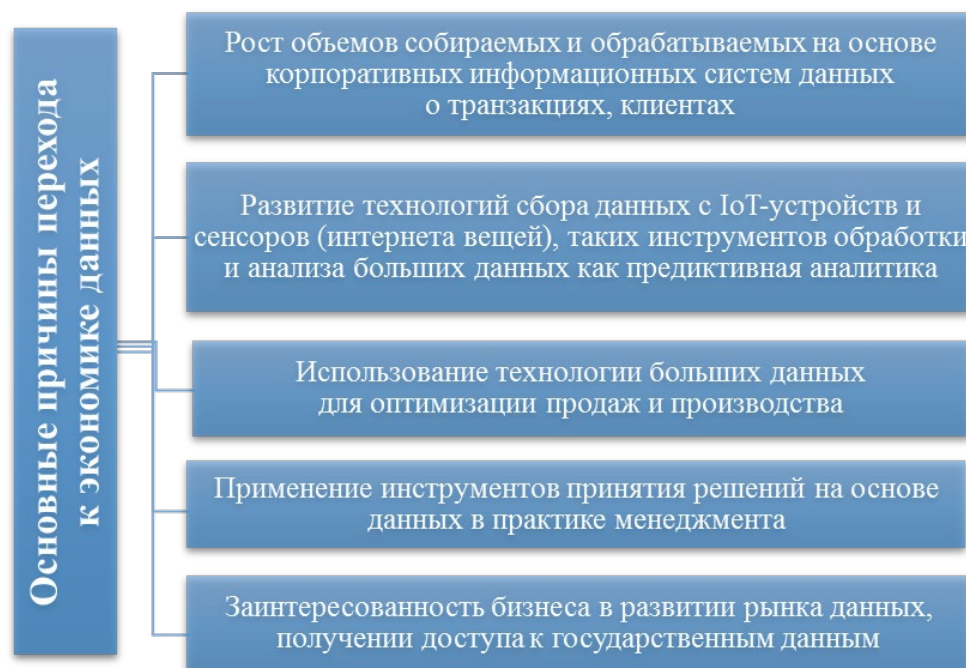 Основные причины перехода
к экономике данных
Рост объемов собираемых и обрабатываемых на основе
корпоративных информационных систем данных
о транзакциях, клиентах
Развитие технологий сбора данных с IoT-устройств и
сенсоров (интернета вещей), таких инструментов обработки
и анализа больших данных как предиктивная аналитика
Использование технологии больших данных
для оптимизации продаж и производства
Применение инструментов принятия решений на основе
данных в практике менеджмента
Заинтересованность бизнеса в развитии рынка данных,
получении доступа к государственным данным